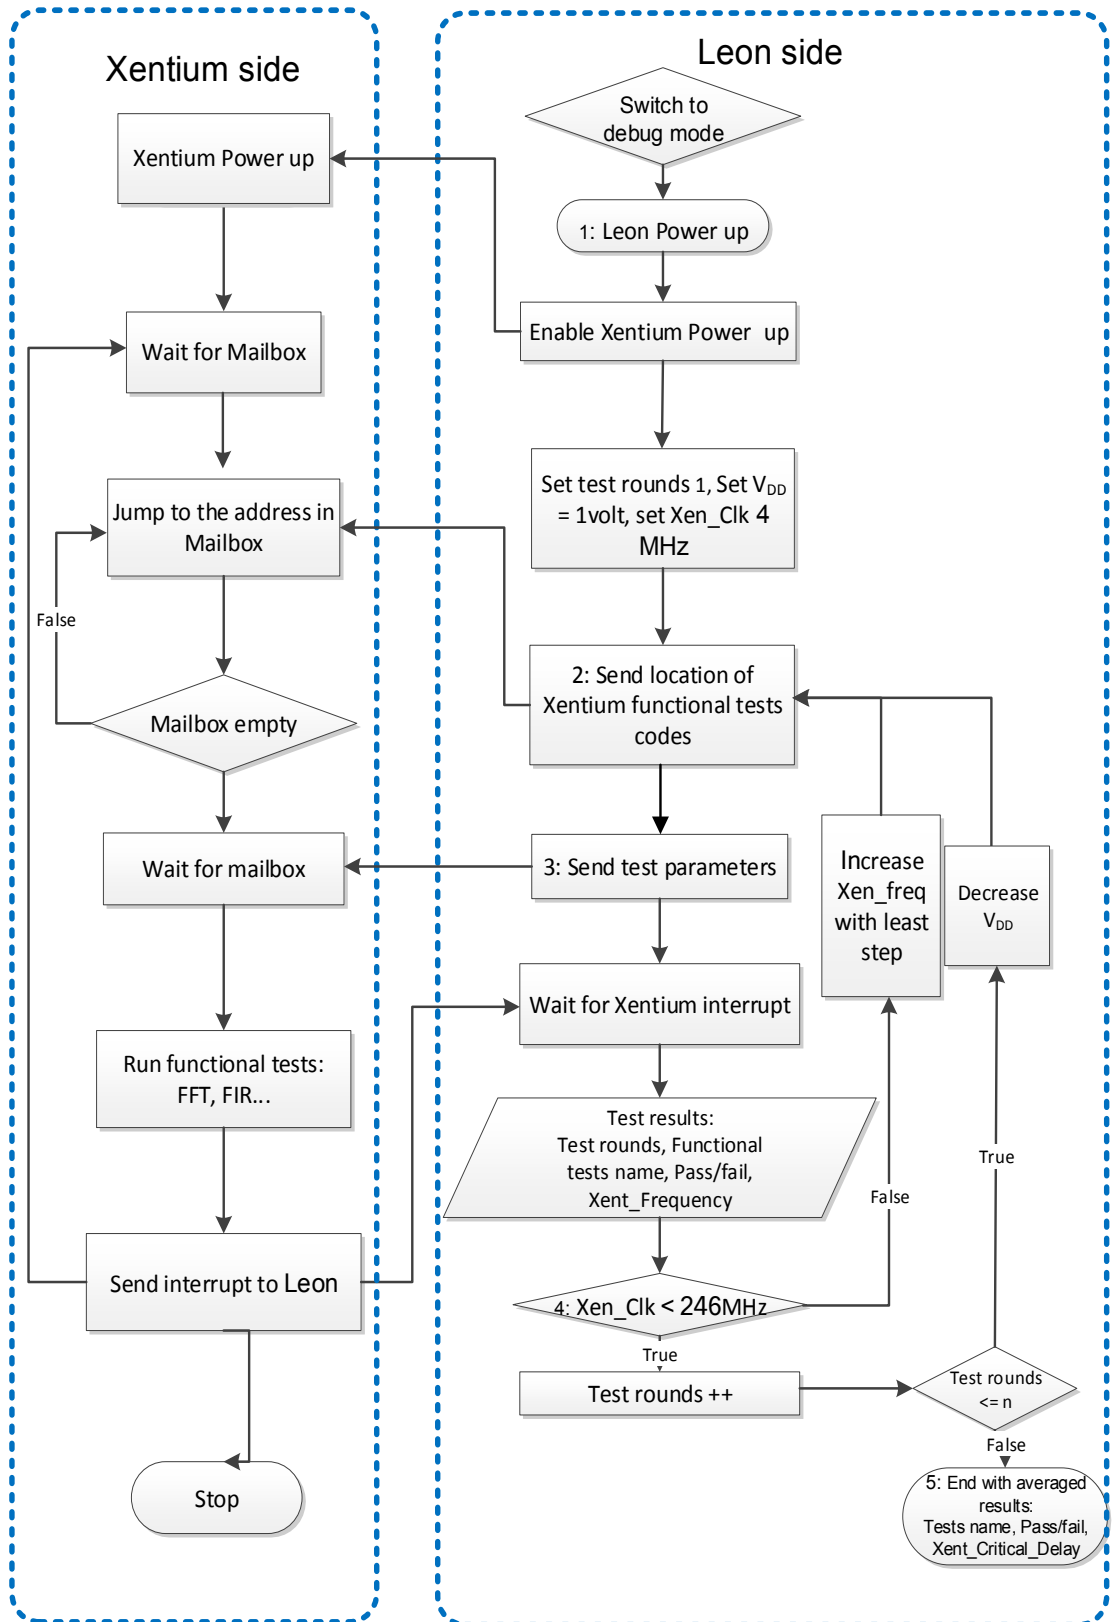 Xentium side
Xentium Power up
Wait for Mailbox
Jump to the address in
Mailbox
False
Mailbox empty
Wait for mailbox
Run functional tests:
FFT, FIR...
Send interrupt to Leon
Stop
Leon side
Switch to
debug mode
1: Leon Power up
Enable Xentium Power up
Set test rounds 1, Set VDD
= 1volt, set Xen_Clk 4
MHz
2: Send location of
Xentium functional tests
codes
3: Send test parameters
Wait for Xentium interrupt
Test results:
Test rounds, Functional
tests name, Pass/fail,
Xent_Frequency
4: Xen_Clk < 246MHz
True
Test rounds ++
False
Increase
Xen_freq
with least
step
Decrease
VDD
True
Test rounds
<= n
False
5: End with averaged
results:
Tests name, Pass/fail,
Xent_Critical_Delay